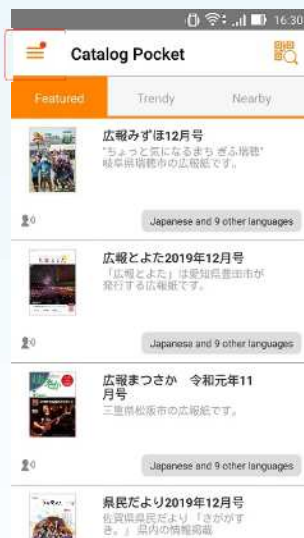 16:30
Catalog Pocket
Featured Trendy Nearby
広報みずほ12月号
"ちょっと気になるまち ぎふ瑞穂"
岐阜県瑞穂市の広報紙です。
0
Japanese and 9 other languages
広報とよた2019年12月号
「広報とよた」は愛知県豊田市が
発行する広報紙です。
0
Japanese and 9 other languages
広報まつさか 令和元年11
月号
三重県松阪市の広報紙です。
0
Japanese and 9 other languages
県民だより2019年12月号
佐賀県県民だより「さががす
き。」県内の情報掲載